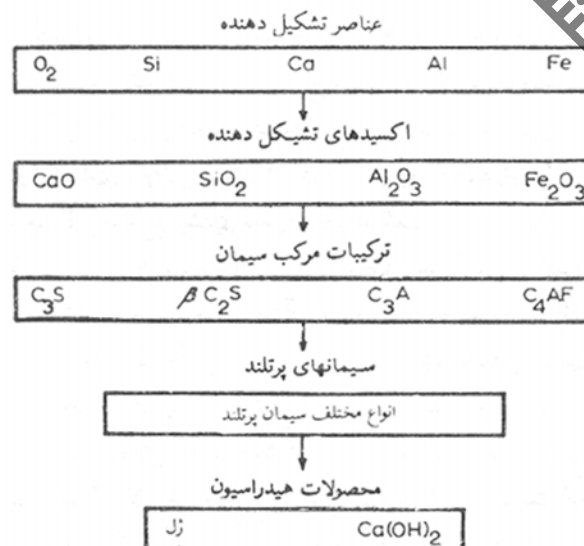 عناصر تشکیل دهنده
O2 Si Ca Al Fe
اکسیدهای تشیکل دهنده
CaO SiO2 Al2O3 Fe2O3
ترکیبات مرکب سیمان
C3S βC2S C3A C4AF
سیمانهای پرتلند
انواع مختلف سیمان پرتلند
محصولات هیدراسیون
ژل Ca(OH)2